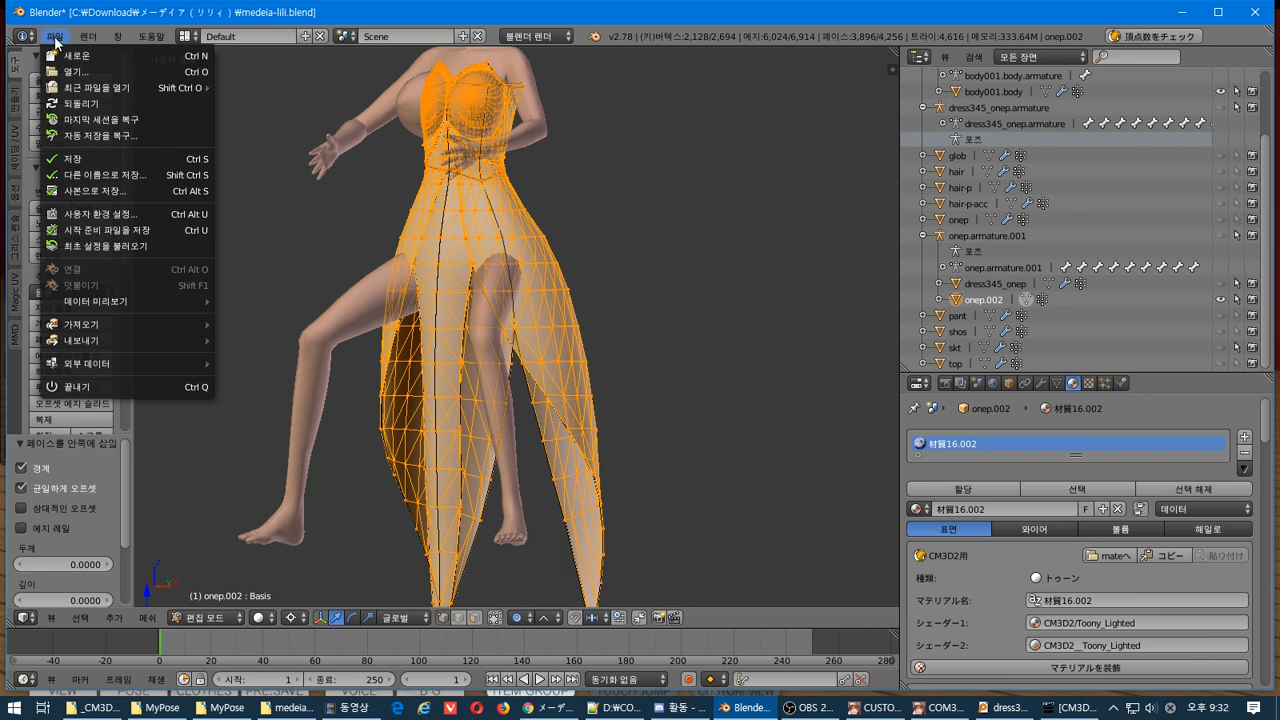 Blender* [C:₩Download₩メーデイア（リリィ）₩medeia-lili.blend]
파일 렌더 창 도움말 Default Scene 블렌더 렌더 v2.78 | (키)버텍스:2,128/2,694 | 에지:6,024/6,914 | 페이스:3,896/4,256 | 트라이:4,616 | 메모리:333.64M | onep.002 頂点数をチェック
새로운 Ctrl N
열기... Ctrl O
최근 파일을 열기 Shift Ctrl O
되돌리기
마지막 세션을 복구
자동 저장을 복구...
저장 Ctrl S
다른 이름으로 저장... Shift Ctrl S
사본으로 저장... Ctrl Alt S
사용자 환경 설정... Ctrl Alt U
시작 준비 파일을 저장 Ctrl U
최초 설정을 불러오기
연결 Ctrl Alt O
덧붙이기 Shift F1
데이터 미리보기
가져오기
내보내기
외부 데이터
끝내기 Ctrl Q
Magic UV
MMD
오프셋 에지 슬라드
복제
▼ 페이스를 안쪽에 삽입
경계
균일하게 오프셋
상대적인 오프셋
에지 레일
두께
0.0000
깊이
0.0000
(1) onep.002 : Basis
뷰 선택 추가 메쉬 편집 모드 글로벌
-40 -20 0 20 40 60 80 100 120 140 160 180 200 220 240 260 280
뷰 마커 프레임 재생 시작: 1 종료: 250 1 동기화 없음
뷰 검색 모든 장면
body001.body.armature
body001.body
dress345_onep.armature
dress345_onep.armature
포즈
glob
hair
hair-p
hair-p-acc
onep
onep.armature.001
포즈
onep.armature.001
dress345_onep
onep.002
pant
shos
skt
top
onep.002 材質16.002
材質16.002
할당 선택 선택 해제
材質16.002 F 데이터
표면 와이어 볼륨 해일로
CM3D2用 mateへ コピー 貼り付け
種類: トゥーン
マテリアル名: 材質16.002
シェーダー1: CM3D2/Toony_Lighted
シェーダー2: CM3D2__Toony_Lighted
マテリアルを装飾
VIEW POSE CLOTHES PRE.SAVE VOICE B G ITEM GROUP TOUCH JUMP CUSTOM VIEW
_CM3D... MyPose MyPose medeia... 동영상 メーデ... D:₩CO... 활동 - ... Blende... OBS 2... CUSTO... COM3... dress3... [CM3D... 오후 9:32